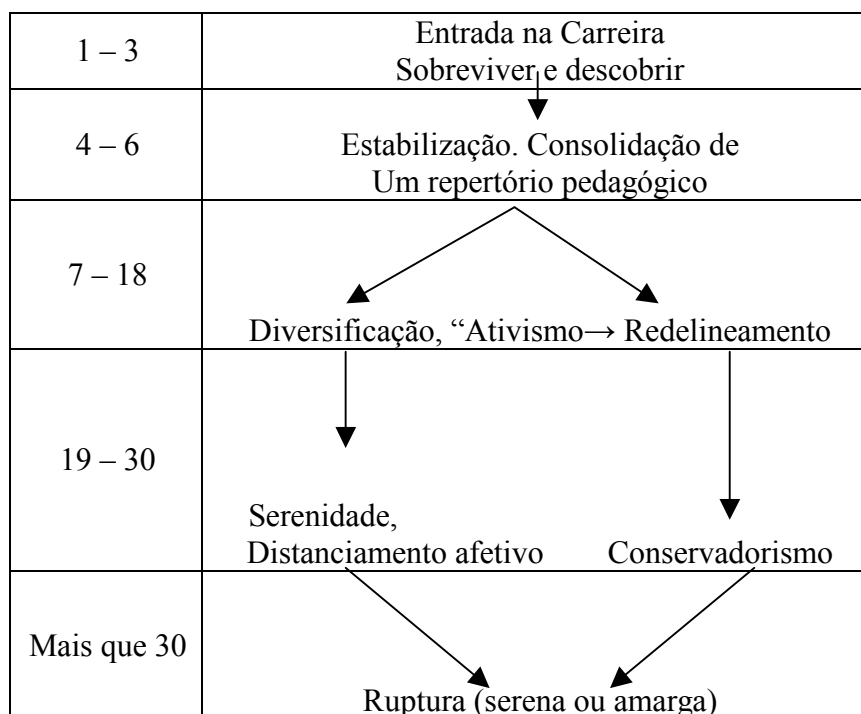 1 – 3
Entrada na Carreira
Sobreviver e descobrir
4 – 6
Estabilização. Consolidação de
Um repertório pedagógico
7 – 18
Diversificação, “Ativismo→ Redelineamento
19 – 30
Serenidade,
Distanciamento afetivo
Conservadorismo
Mais que 30
Ruptura (serena ou amarga)